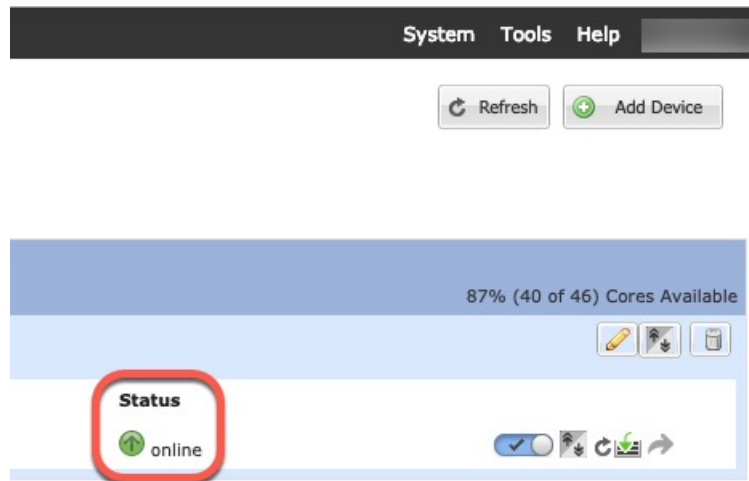 System Tools Help
Refresh Add Device
87% (40 of 46) Cores Available
Status
online